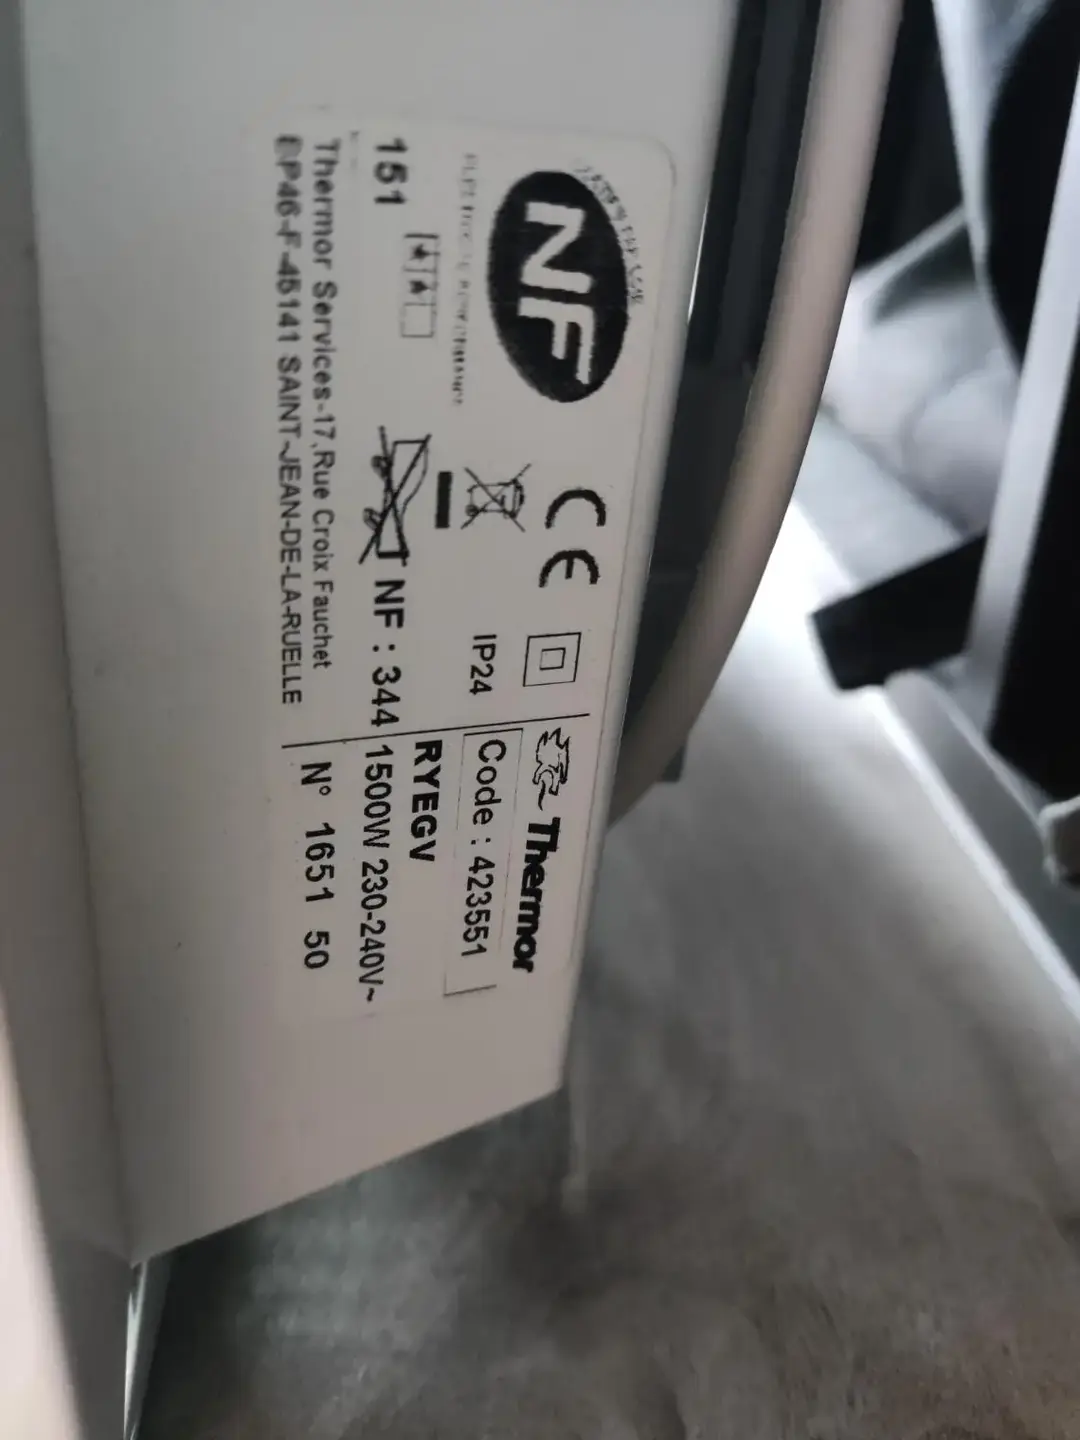 NF
CE
Thermor
IP24
Code : 423551
RYEGV
151
NF : 344
1500W 230-240V~
Thermor Services-17,Rue Croix Fauchet
BP46-F-45141 SAINT-JEAN-DE-LA-RUELLE
N° 1651 50